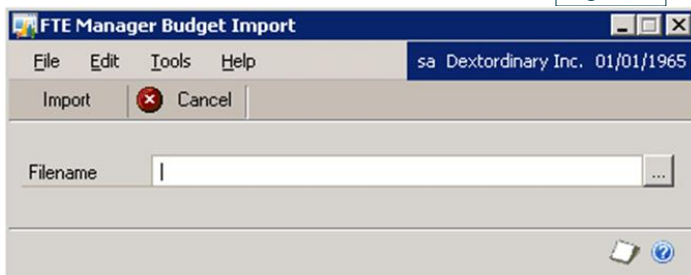 FTE Manager Budget Import
File Edit Tools Help sa Dextordinary Inc. 01/01/1965
Import Cancel
Filename ...